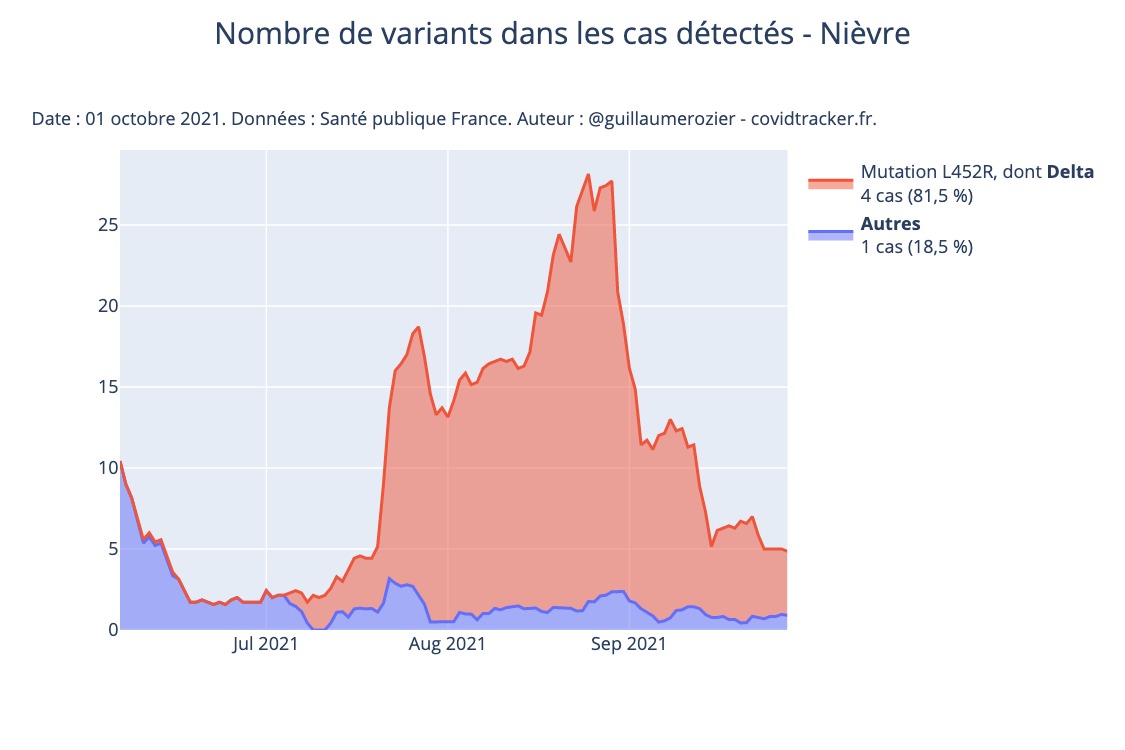 Nombre de variants dans les cas détectés - Nièvre
Date : 01 octobre 2021. Données : Santé publique France. Auteur : @guillaumerozier - covidtracker.fr.
Mutation L452R, dont Delta
4 cas (81,5 %)
Autres
1 cas (18,5 %)
25
20
15
10
5
0
Jul 2021
Aug 2021
Sep 2021